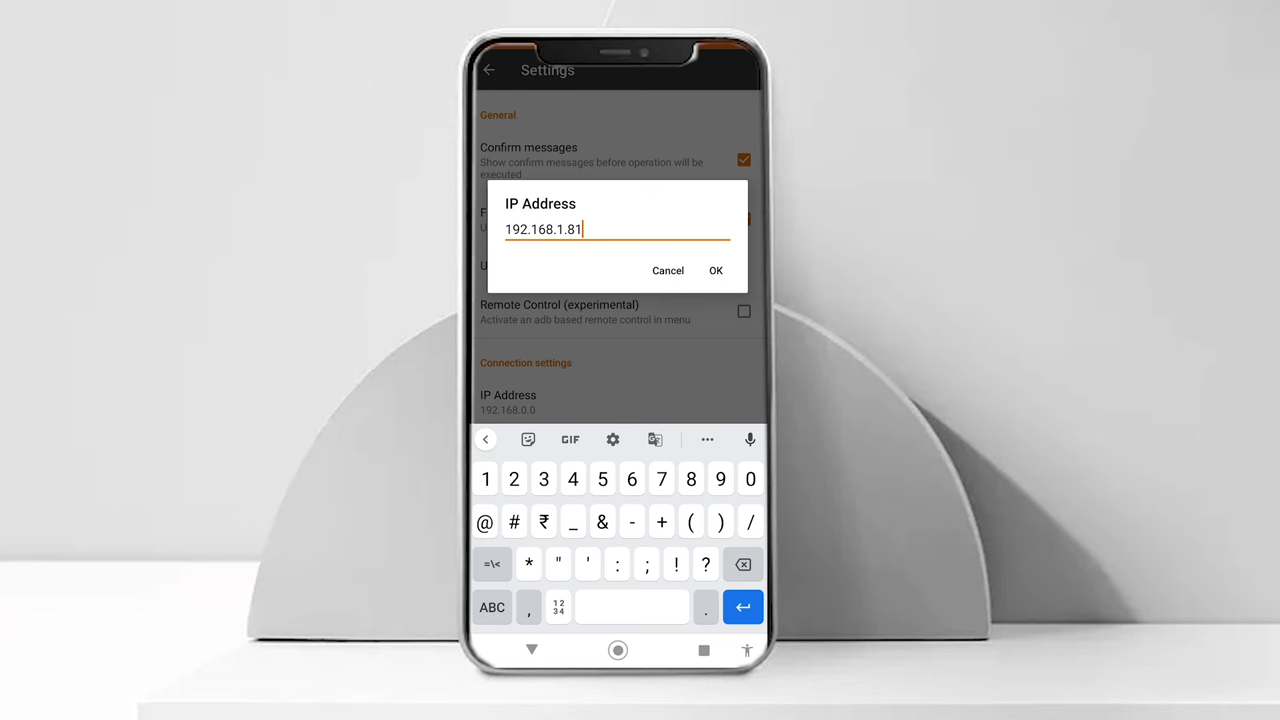 Settings
General
Confirm messages
Show confirm messages before operation will be
executed
IP Address
192.168.1.81
Cancel OK
F
U
U
Remote Control (experimental)
Activate an adb based remote control in menu
Connection settings
IP Address
192.168.0.0
GIF
1 2 3 4 5 6 7 8 9 0
@ # ₹ _ & - + ( ) /
=\< * " ' : ; ! ?
ABC , 12 34 .